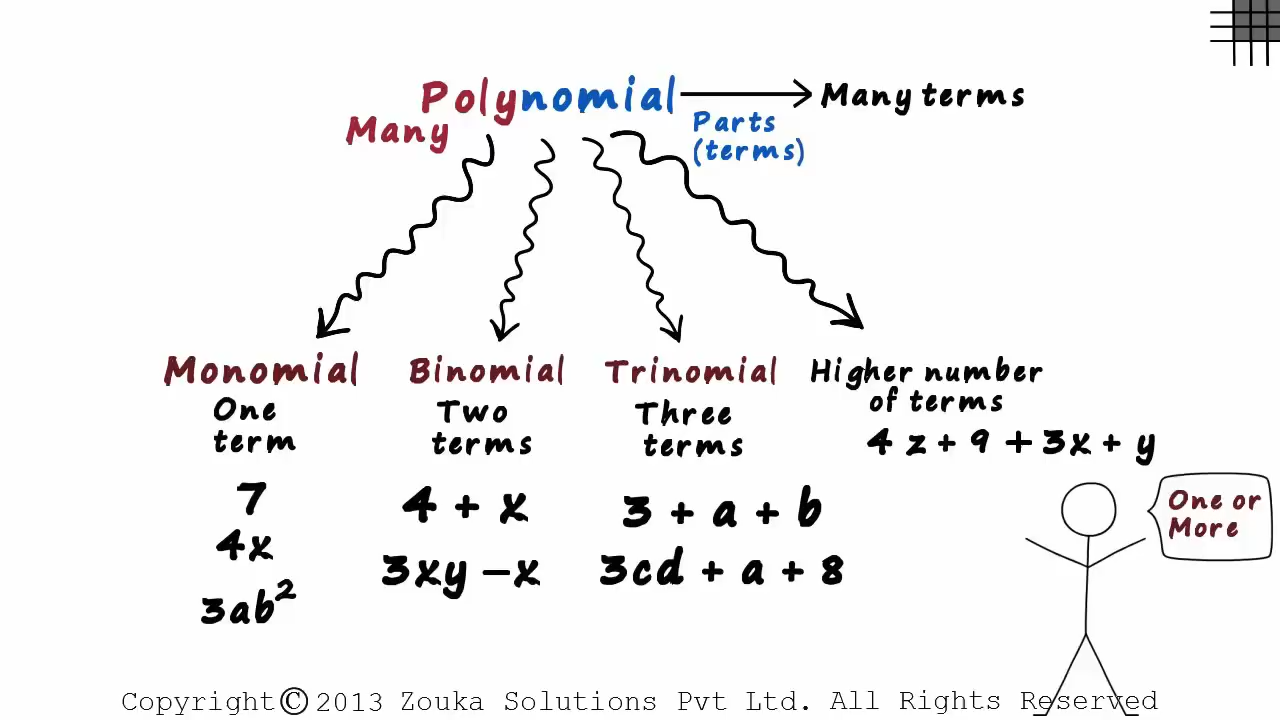 Polynomial
Many terms
Many
Parts
(terms)
Monomial
One
term
7
4x
3ab²
Binomial
Two
terms
4 + x
3xy – x
Trinomial
Three
terms
3 + a + b
3cd + a + 8
Higher number
of terms
4 z + 9 + 3x + y
One or
More
Copyright © 2013 Zouka Solutions Pvt Ltd. All Rights Reserved